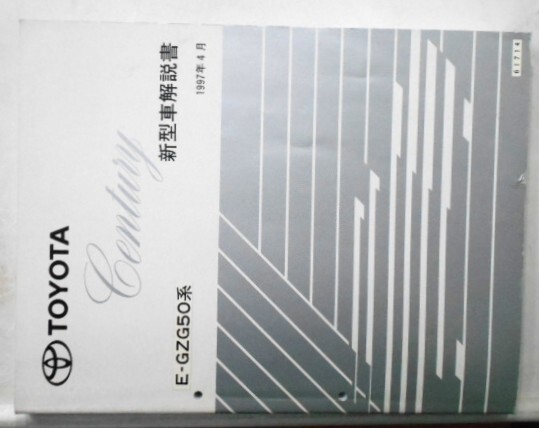 TOYOTA
Century
新型車解説書
E-GZG50系
1997年4月
61714